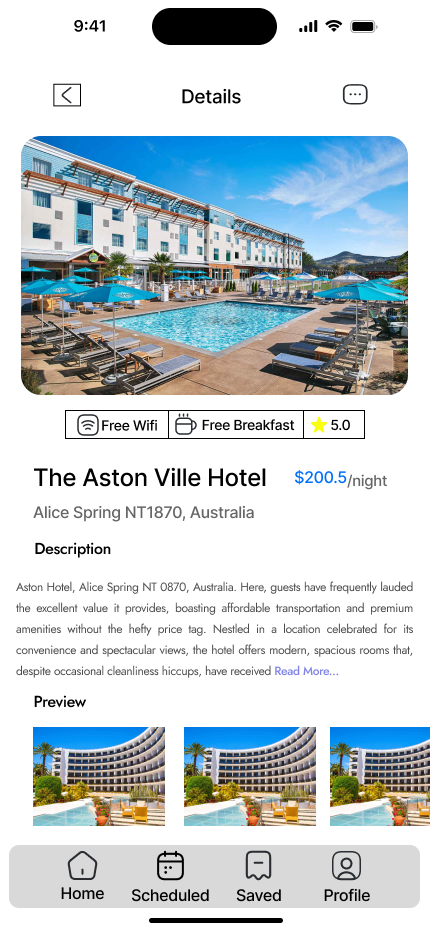 9:41
Details
Free Wifi
Free Breakfast
5.0
The Aston Ville Hotel
$200.5/night
Alice Spring NT1870, Australia
Description
Aston Hotel, Alice Spring NT 0870, Australia. Here, guests have frequently lauded
the excellent value it provides, boasting affordable transportation and premium
amenities without the hefty price tag. Nestled in a location celebrated for its
convenience and spectacular views, the hotel offers modern, spacious rooms that,
despite occasional cleanliness hiccups, have received Read More...
Preview
Home
Scheduled
Saved
Profile